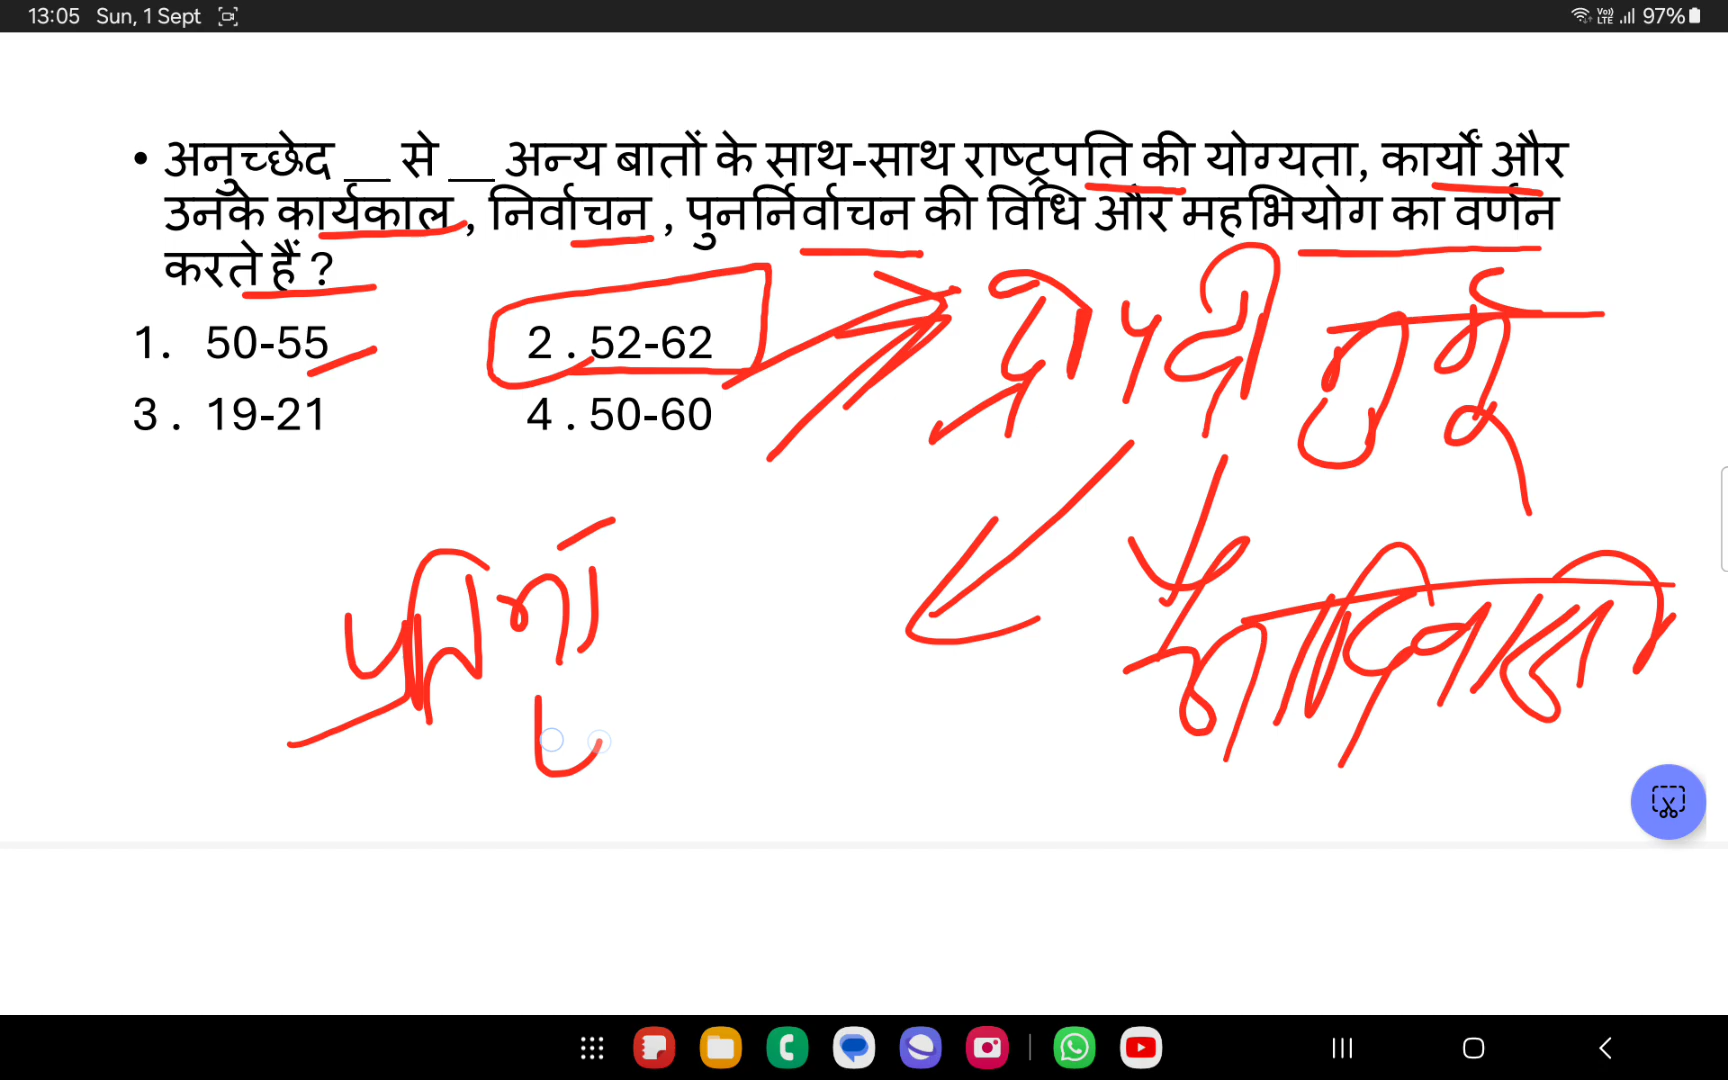 13:05 Sun, 1 Sept
97%
• अनुच्छेद __ से __ अन्य बातों के साथ-साथ राष्ट्रपति की योग्यता, कार्यों और
उनके कार्यकाल , निर्वाचन , पुनर्निर्वाचन की विधि और महभियोग का वर्णन
करते हैं ?
1. 50-55 2 . 52-62
3 . 19-21 4 . 50-60
द्रोपदी मुर्मू